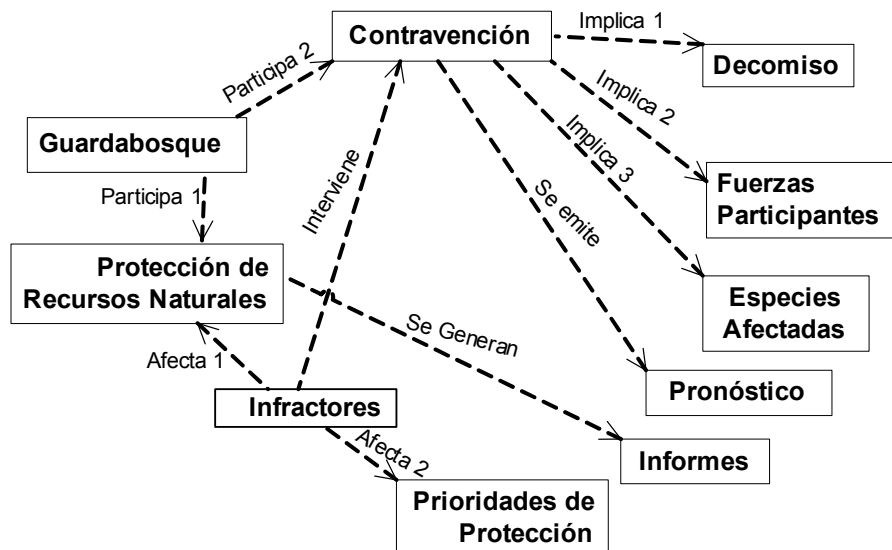 Contravención
Implica 1
Decomiso
Participa 2
Implica 2
Guardabosque
Implica 3
Fuerzas
Participantes
Participa 1
Interviene
Se emite
Protección de
Recursos Naturales
Especies
Afectadas
Se Generan
Afecta 1
Pronóstico
Infractores
Afecta 2
Informes
Prioridades de
Protección